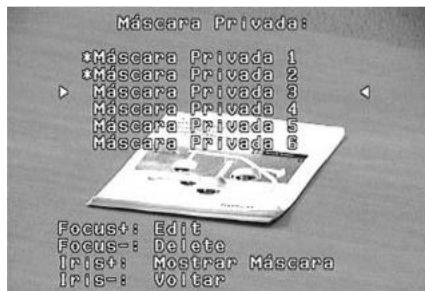 Máscara Privada:
*Máscara Privada 1
*Máscara Privada 2
Máscara Privada 3
Máscara Privada 4
Máscara Privada 5
Máscara Privada 6
Focus+: Edit
Focus-: Delete
Iris+: Mostrar Máscara
Iris-: Voltar